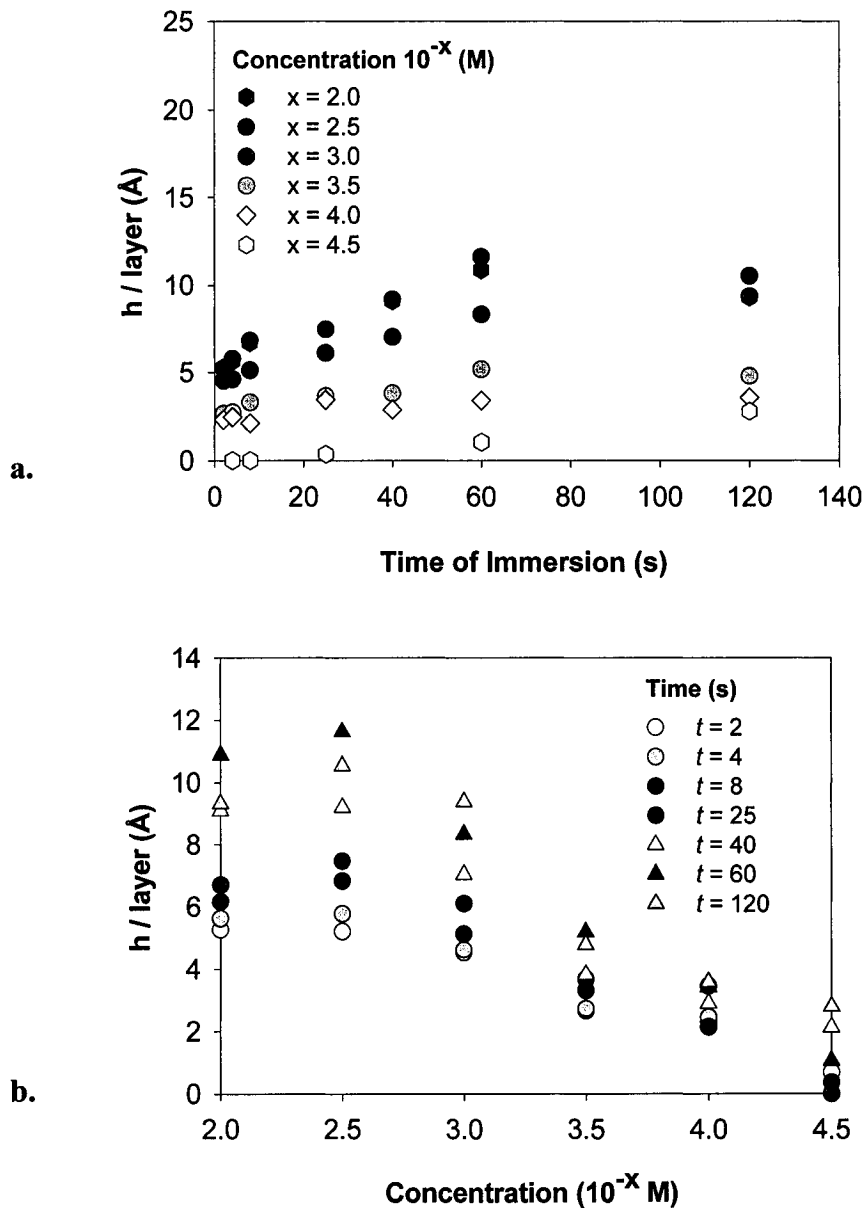 25
20
15
10
5
0
h / layer (Å)
Concentration 10^-x (M)
x = 2.0
x = 2.5
x = 3.0
x = 3.5
x = 4.0
x = 4.5
0 20 40 60 80 100 120 140
Time of Immersion (s)
a.
14
12
10
8
6
4
2
0
h / layer (Å)
Time (s)
t = 2
t = 4
t = 8
t = 25
t = 40
t = 60
t = 120
2.0 2.5 3.0 3.5 4.0 4.5
Concentration (10^-x M)
b.